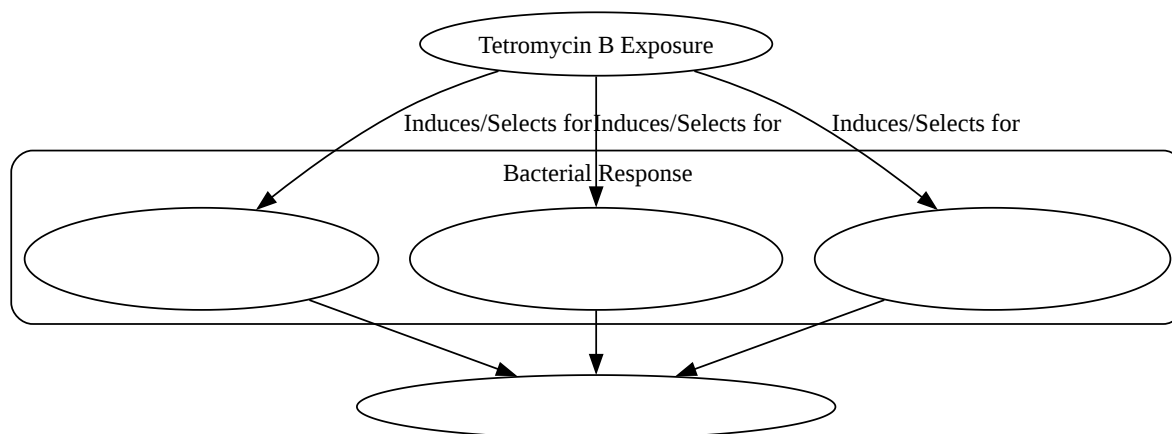 Tetromycin B Exposure
Induces/Selects for
Induces/Selects for
Induces/Selects for
Bacterial Response